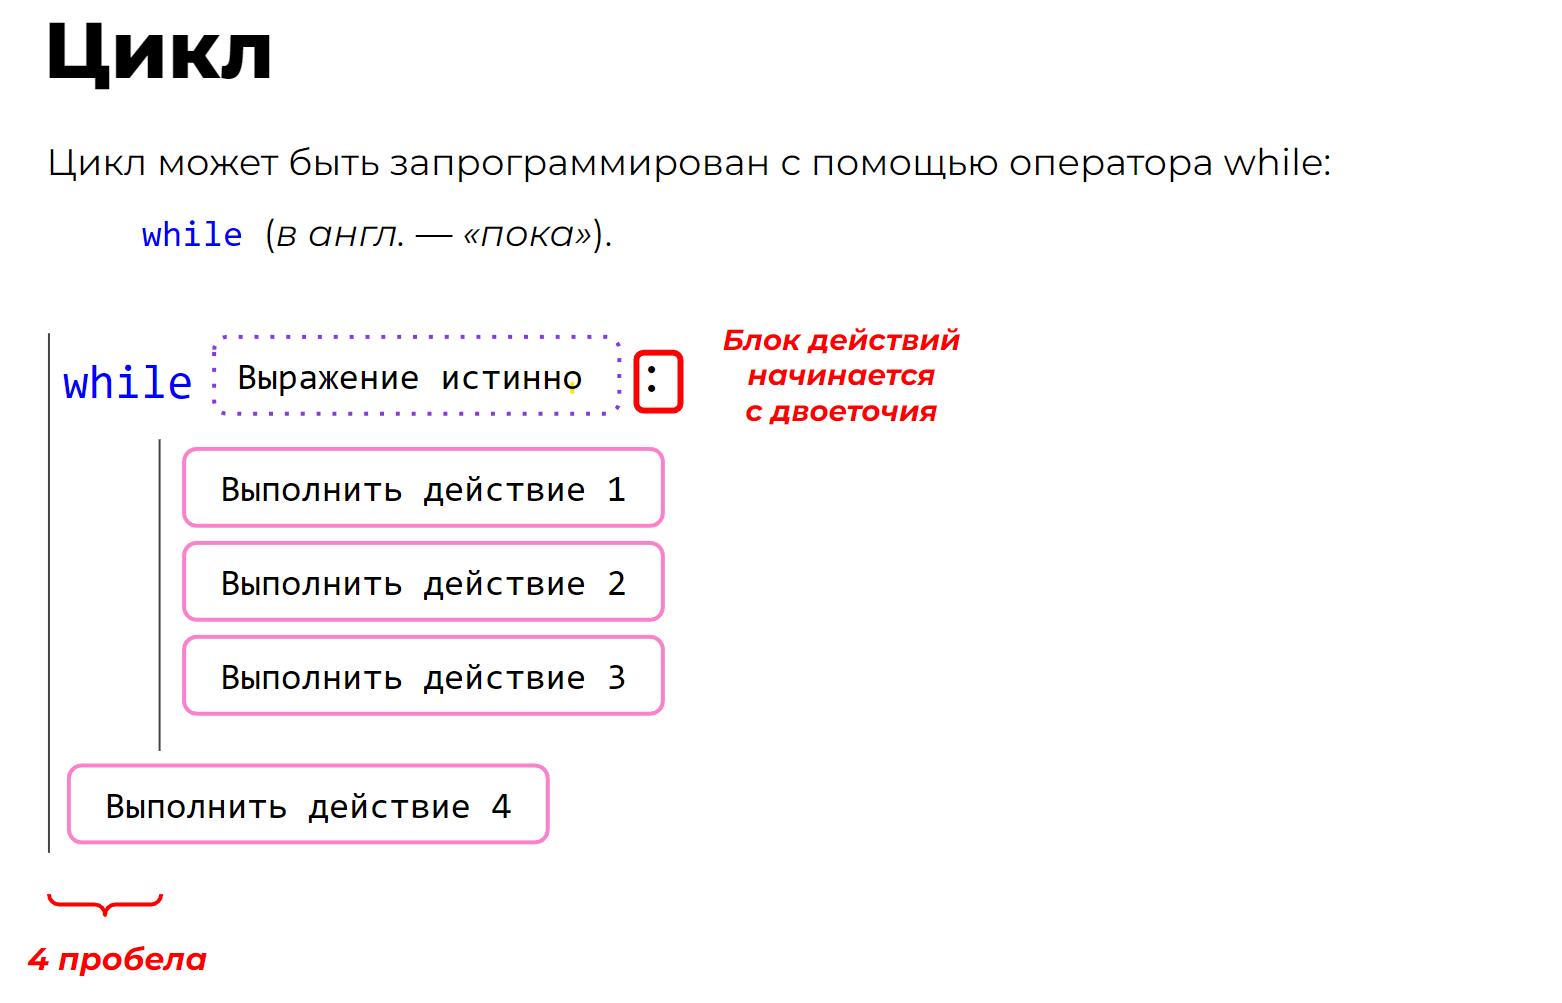 Цикл
Цикл может быть запрограммирован с помощью оператора while:
while (в англ. — «пока»).
while Выражение истинно :
Блок действий
начинается
с двоеточия
Выполнить действие 1
Выполнить действие 2
Выполнить действие 3
Выполнить действие 4
4 пробела